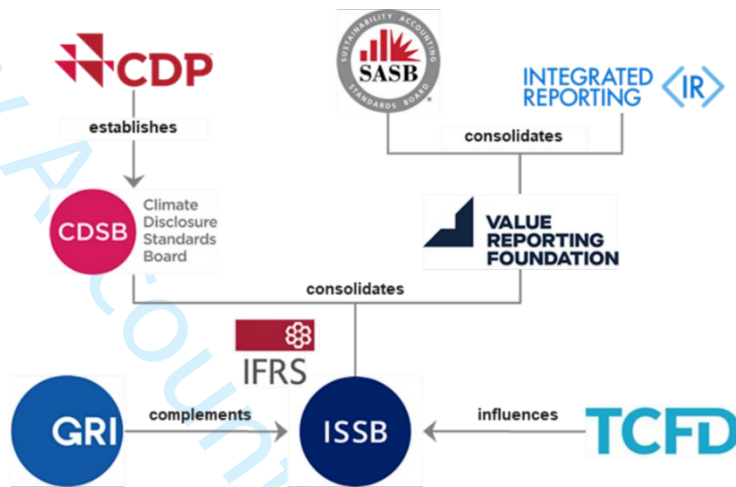 CDP
SUSTAINABILITY ACCOUNTING
SASB
STANDARDS BOARD
INTEGRATED
REPORTING <IR>
establishes
consolidates
CDSB
Climate
Disclosure
Standards
Board
VALUE
REPORTING
FOUNDATION
consolidates
IFRS
GRI
complements
ISSB
influences
TCFD